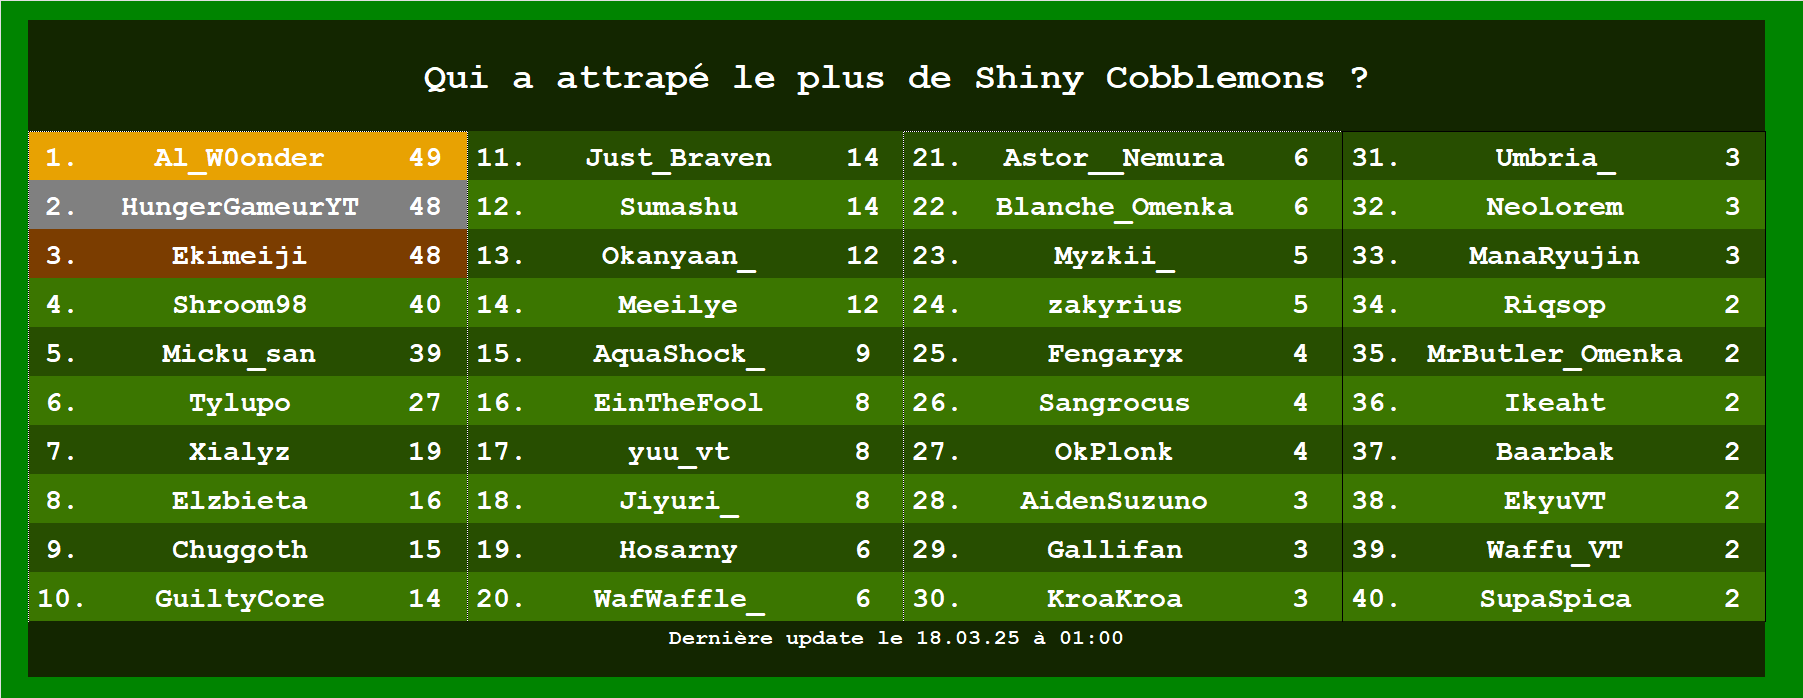 Qui a attrapé le plus de Shiny Cobblemons ?
1. Al_W0onder 49 11. Just_Braven 14 21. Astor__Nemura 6 31. Umbria_ 3
2. HungerGameurYT 48 12. Sumashu 14 22. Blanche_Omenka 6 32. Neolorem 3
3. Ekimeiji 48 13. Okanyaan_ 12 23. Myzkii_ 5 33. ManaRyujin 3
4. Shroom98 40 14. Meeilye 12 24. zakyrius 5 34. Riqsop 2
5. Micku_san 39 15. AquaShock_ 9 25. Fengaryx 4 35. MrButler_Omenka 2
6. Tylupo 27 16. EinTheFool 8 26. Sangrocus 4 36. Ikeaht 2
7. Xialyz 19 17. yuu_vt 8 27. OkPlonk 4 37. Baarbak 2
8. Elzbieta 16 18. Jiyuri_ 8 28. AidenSuzuno 3 38. EkyuVT 2
9. Chuggoth 15 19. Hosarny 6 29. Gallifan 3 39. Waffu_VT 2
10. GuiltyCore 14 20. WafWaffle_ 6 30. KroaKroa 3 40. SupaSpica 2
Dernière update le 18.03.25 à 01:00